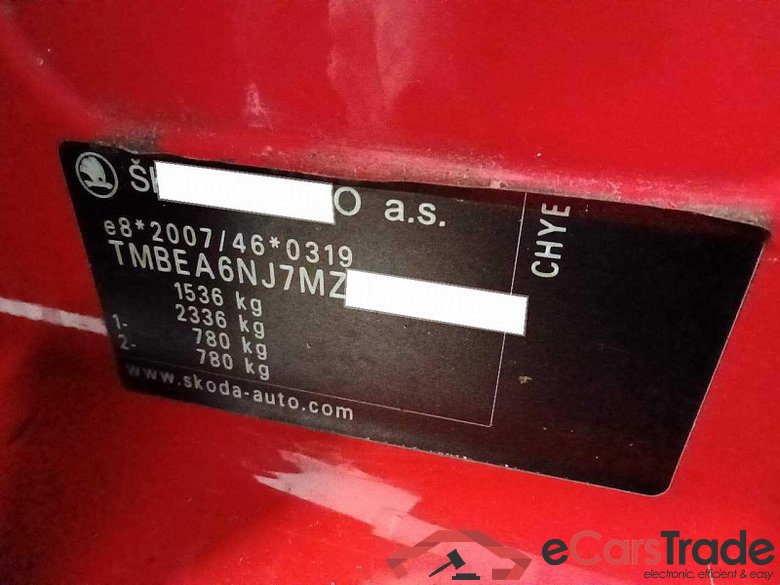 Š O a.s.
e8*2007/46*0319
TMBEA6NJ7MZ
1536 kg
2336 kg
1- 780 kg
2- 780 kg
www.skoda-auto.com
CHYE
eCarsTrade
electronic, efficient & easy